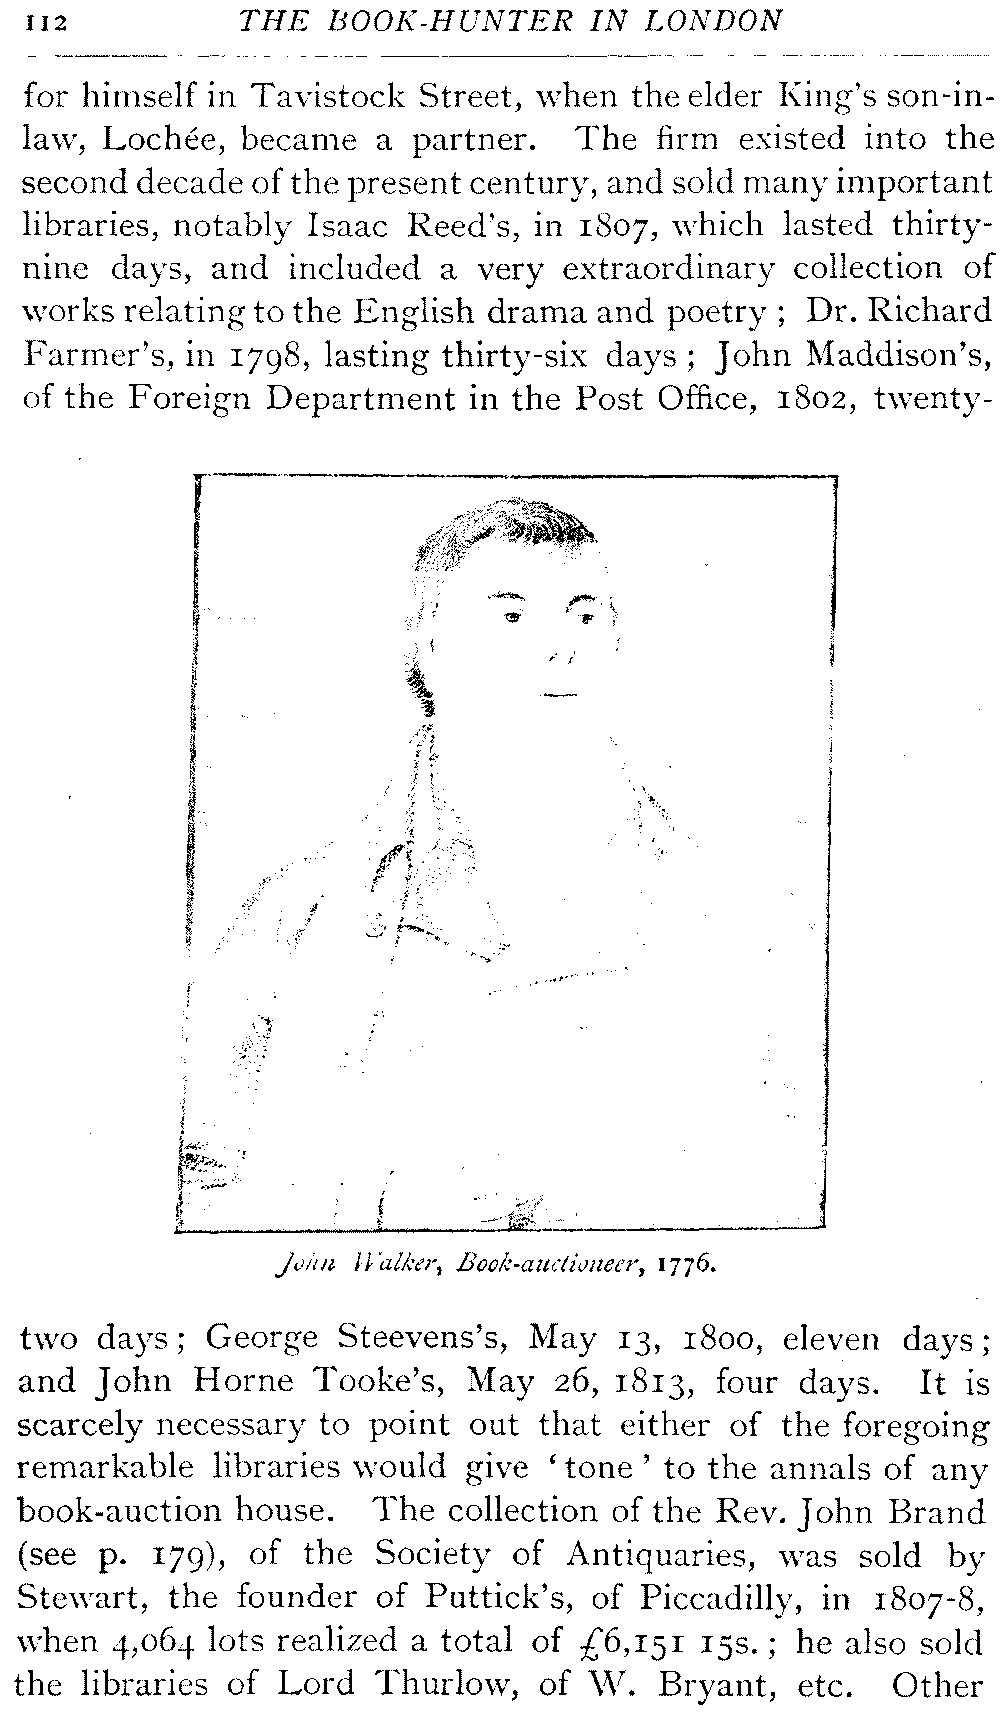 112 THE BOOK-HUNTER IN LONDON
for himself in Tavistock Street, when the elder King's son-in-
law, Lochée, became a partner. The firm existed into the
second decade of the present century, and sold many important
libraries, notably Isaac Reed's, in 1807, which lasted thirty-
nine days, and included a very extraordinary collection of
works relating to the English drama and poetry ; Dr. Richard
Farmer's, in 1798, lasting thirty-six days ; John Maddison's,
of the Foreign Department in the Post Office, 1802, twenty-
John Walker, Book-auctioneer, 1776.
two days ; George Steevens's, May 13, 1800, eleven days ;
and John Horne Tooke's, May 26, 1813, four days. It is
scarcely necessary to point out that either of the foregoing
remarkable libraries would give ‘ tone ’ to the annals of any
book-auction house. The collection of the Rev. John Brand
(see p. 179), of the Society of Antiquaries, was sold by
Stewart, the founder of Puttick's, of Piccadilly, in 1807-8,
when 4,064 lots realized a total of £6,151 15s. ; he also sold
the libraries of Lord Thurlow, of W. Bryant, etc. Other